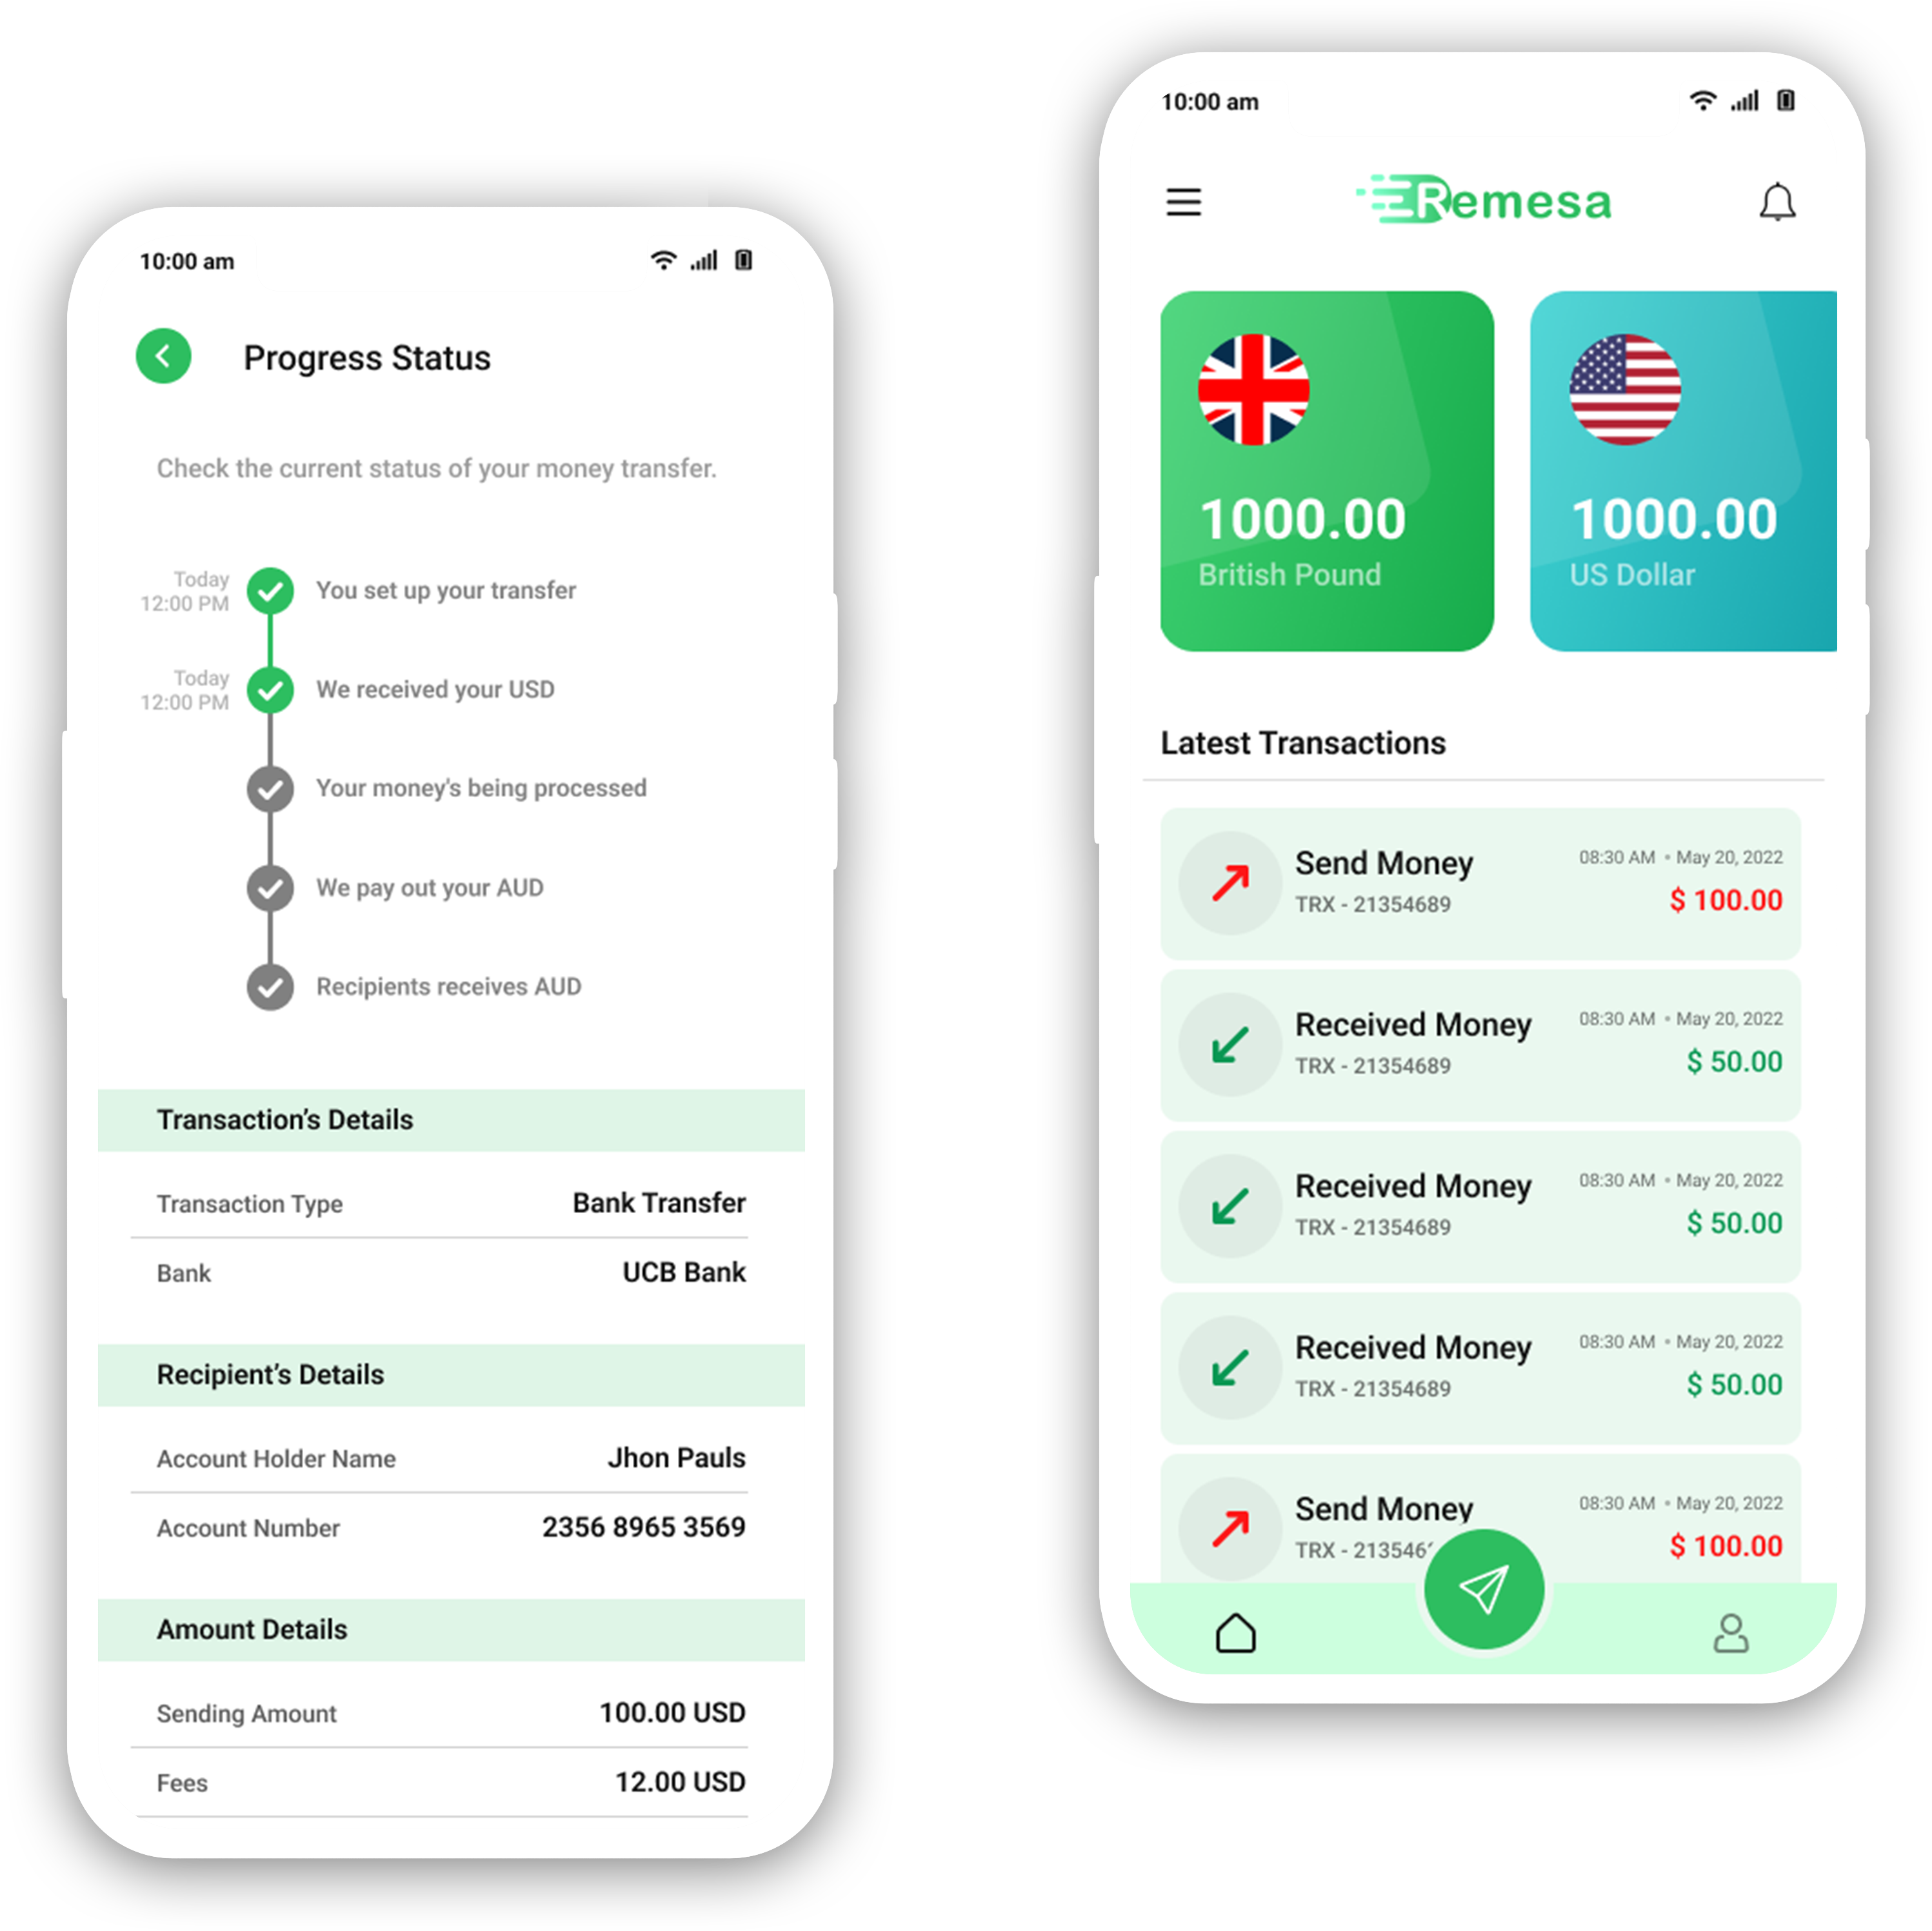 10:00 am
Progress Status
Check the current status of your money transfer.
Today
12:00 PM
You set up your transfer
Today
12:00 PM
We received your USD
Your money's being processed
We pay out your AUD
Recipients receives AUD
Transaction’s Details
Transaction Type Bank Transfer
Bank UCB Bank
Recipient’s Details
Account Holder Name Jhon Pauls
Account Number 2356 8965 3569
Amount Details
Sending Amount 100.00 USD
Fees 12.00 USD
10:00 am
Remesa
1000.00
British Pound
1000.00
US Dollar
Latest Transactions
Send Money 08:30 AM • May 20, 2022
TRX - 21354689 $ 100.00
Received Money 08:30 AM • May 20, 2022
TRX - 21354689 $ 50.00
Received Money 08:30 AM • May 20, 2022
TRX - 21354689 $ 50.00
Received Money 08:30 AM • May 20, 2022
TRX - 21354689 $ 50.00
Send Money 08:30 AM • May 20, 2022
TRX - $ 100.00